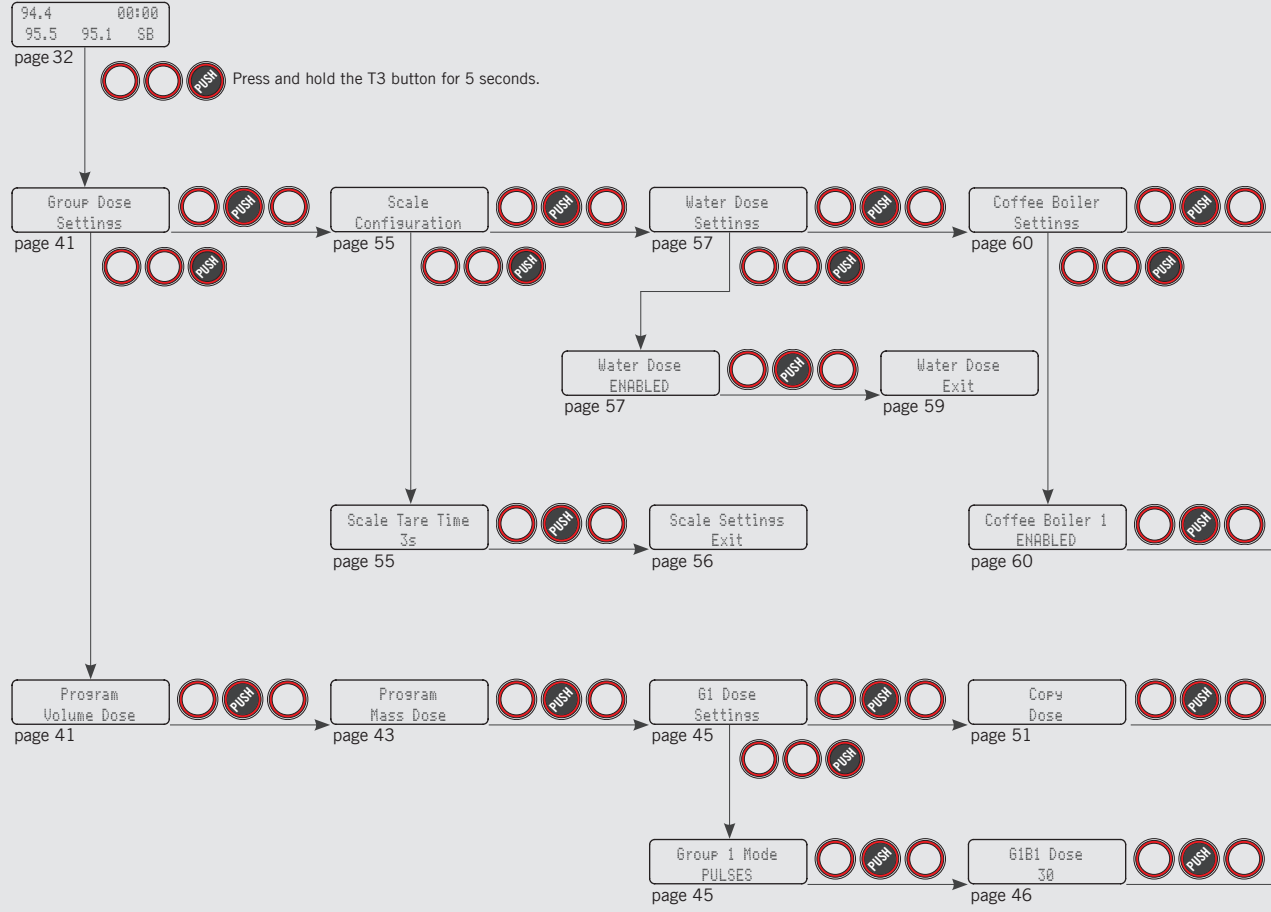 94.4 00:00
95.5 95.1 SB
page 32
PUSH
Press and hold the T3 button for 5 seconds.
Group Dose
Settings
page 41
PUSH
Scale
Configuration
page 55
PUSH
Water Dose
Settings
page 57
PUSH
Coffee Boiler
Settings
page 60
PUSH
PUSH
PUSH
PUSH
PUSH
Water Dose
ENABLED
page 57
PUSH
Water Dose
Exit
page 59
Scale Tare Time
3s
page 55
PUSH
Scale Settings
Exit
page 56
Coffee Boiler 1
ENABLED
page 60
PUSH
Program
Volume Dose
page 41
PUSH
Program
Mass Dose
page 43
PUSH
G1 Dose
Settings
page 45
PUSH
Copy
Dose
page 51
PUSH
PUSH
Group 1 Mode
PULSES
page 45
PUSH
G1B1 Dose
30
page 46
PUSH